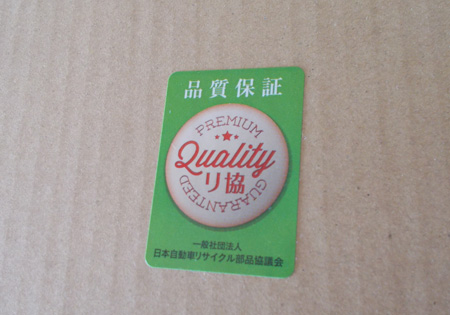 品質保証
PREMIUM
Quality
リ協
GUARANTEED
一般社団法人
日本自動車リサイクル部品協議会